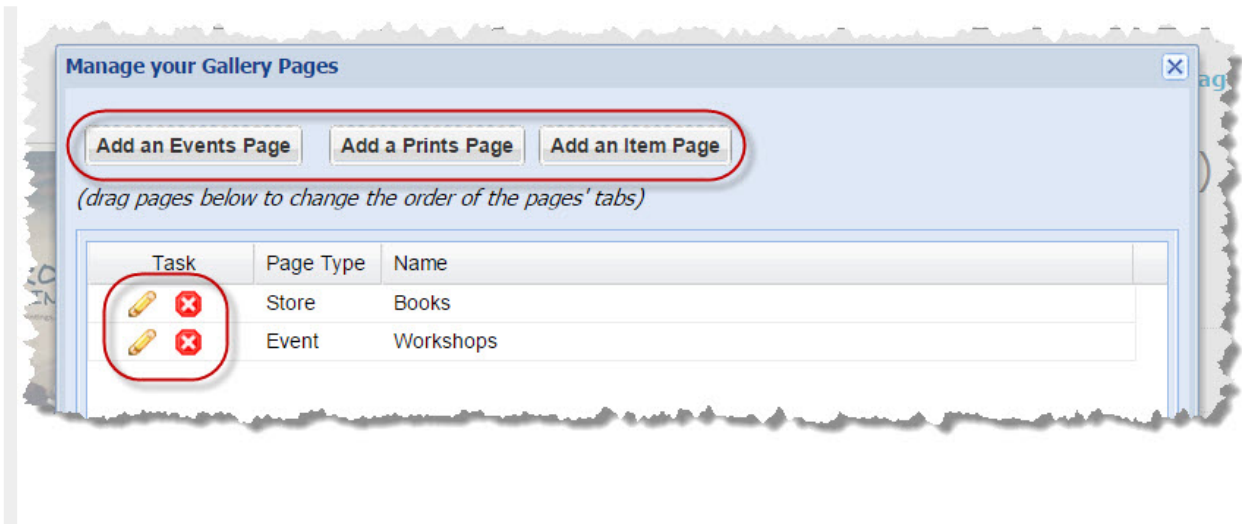 Manage your Gallery Pages
ag
Add an Events Page Add a Prints Page Add an Item Page
)
(drag pages below to change the order of the pages' tabs)
Task Page Type Name
Store Books
Event Workshops